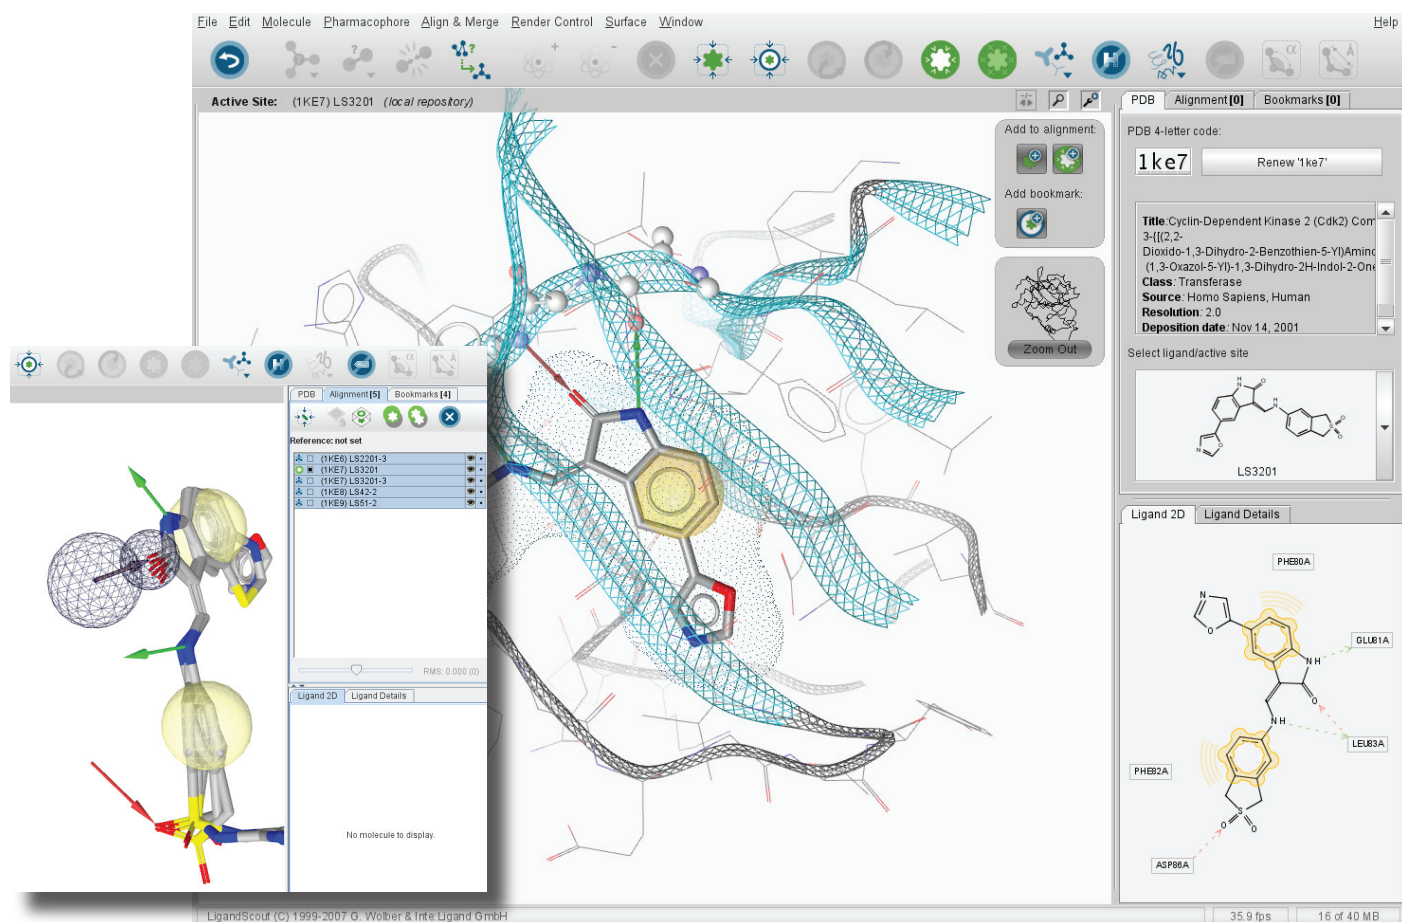 File Edit Molecule Pharmacophore Align & Merge Render Control Surface Window Help
Active Site: (1KE7) LS3201 (local repository)
Add to alignment:
Add bookmark:
Zoom Out
PDB Alignment[0] Bookmarks [0]
PDB 4-letter code:
1ke7 Renew '1ke7'
Title:Cyclin-Dependent Kinase 2 (Cdk2) Com
3-{[(2,2-
Dioxido-1,3-Dihydro-2-Benzothien-5-Yl)Amino
(1,3-Oxazol-5-Yl)-1,3-Dihydro-2H-Indol-2-One
Class: Transferase
Source: Homo Sapiens, Human
Resolution: 2.0
Deposition date: Nov 14, 2001
Select ligand/active site
H
N
O
N
O
NH
O
S
O
LS3201
Ligand 2D Ligand Details
PHE80A
N
O
GLU81A
NH
O
NH
LEU83A
PHE82A
S
O
O
ASP86A
PDB Alignment[5] Bookmarks [4]
Reference: not set
(1KE6) LS2201-3
(1KE7) LS3201
(1KE7) LS3201-3
(1KE8) LS42-2
(1KE9) LS51-2
RMS: 0.000 (0)
Ligand 2D Ligand Details
No molecule to display.
LigandScout (C) 1999-2007 G. Wolber & Inte:Ligand GmbH 35.9 fps 16 of 40 MB